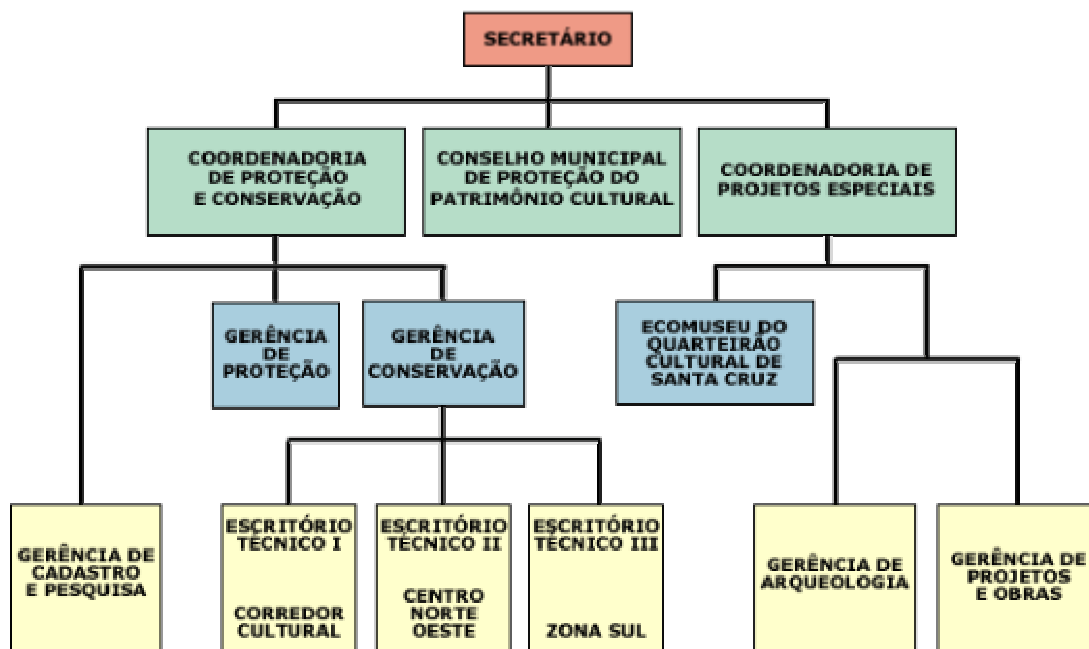 SECRETÁRIO
COORDENADORIA
DE PROTEÇÃO
E CONSERVAÇÃO
CONSELHO MUNICIPAL
DE PROTEÇÃO DO
PATRIMÔNIO CULTURAL
COORDENADORIA DE
PROJETOS ESPECIAIS
GERÊNCIA
DE
PROTEÇÃO
GERÊNCIA
DE
CONSERVAÇÃO
ECOMUSEU DO
QUARTEIRÃO
CULTURAL DE
SANTA CRUZ
GERÊNCIA DE
CADASTRO
E PESQUISA
ESCRITÓRIO
TÉCNICO I
CORREDOR
CULTURAL
ESCRITÓRIO
TÉCNICO II
CENTRO
NORTE
OESTE
ESCRITÓRIO
TÉCNICO III
ZONA SUL
GERÊNCIA DE
ARQUEOLOGIA
GERÊNCIA DE
PROJETOS
E OBRAS